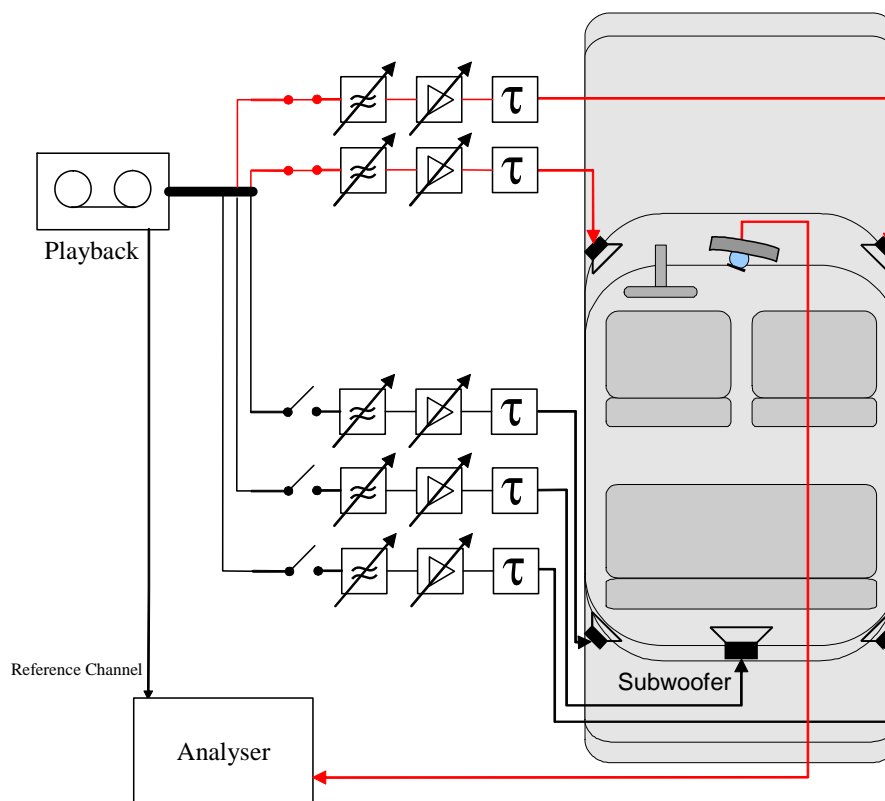 τ
τ
Playback
τ
τ
τ
Reference Channel
Subwoofer
Analyser